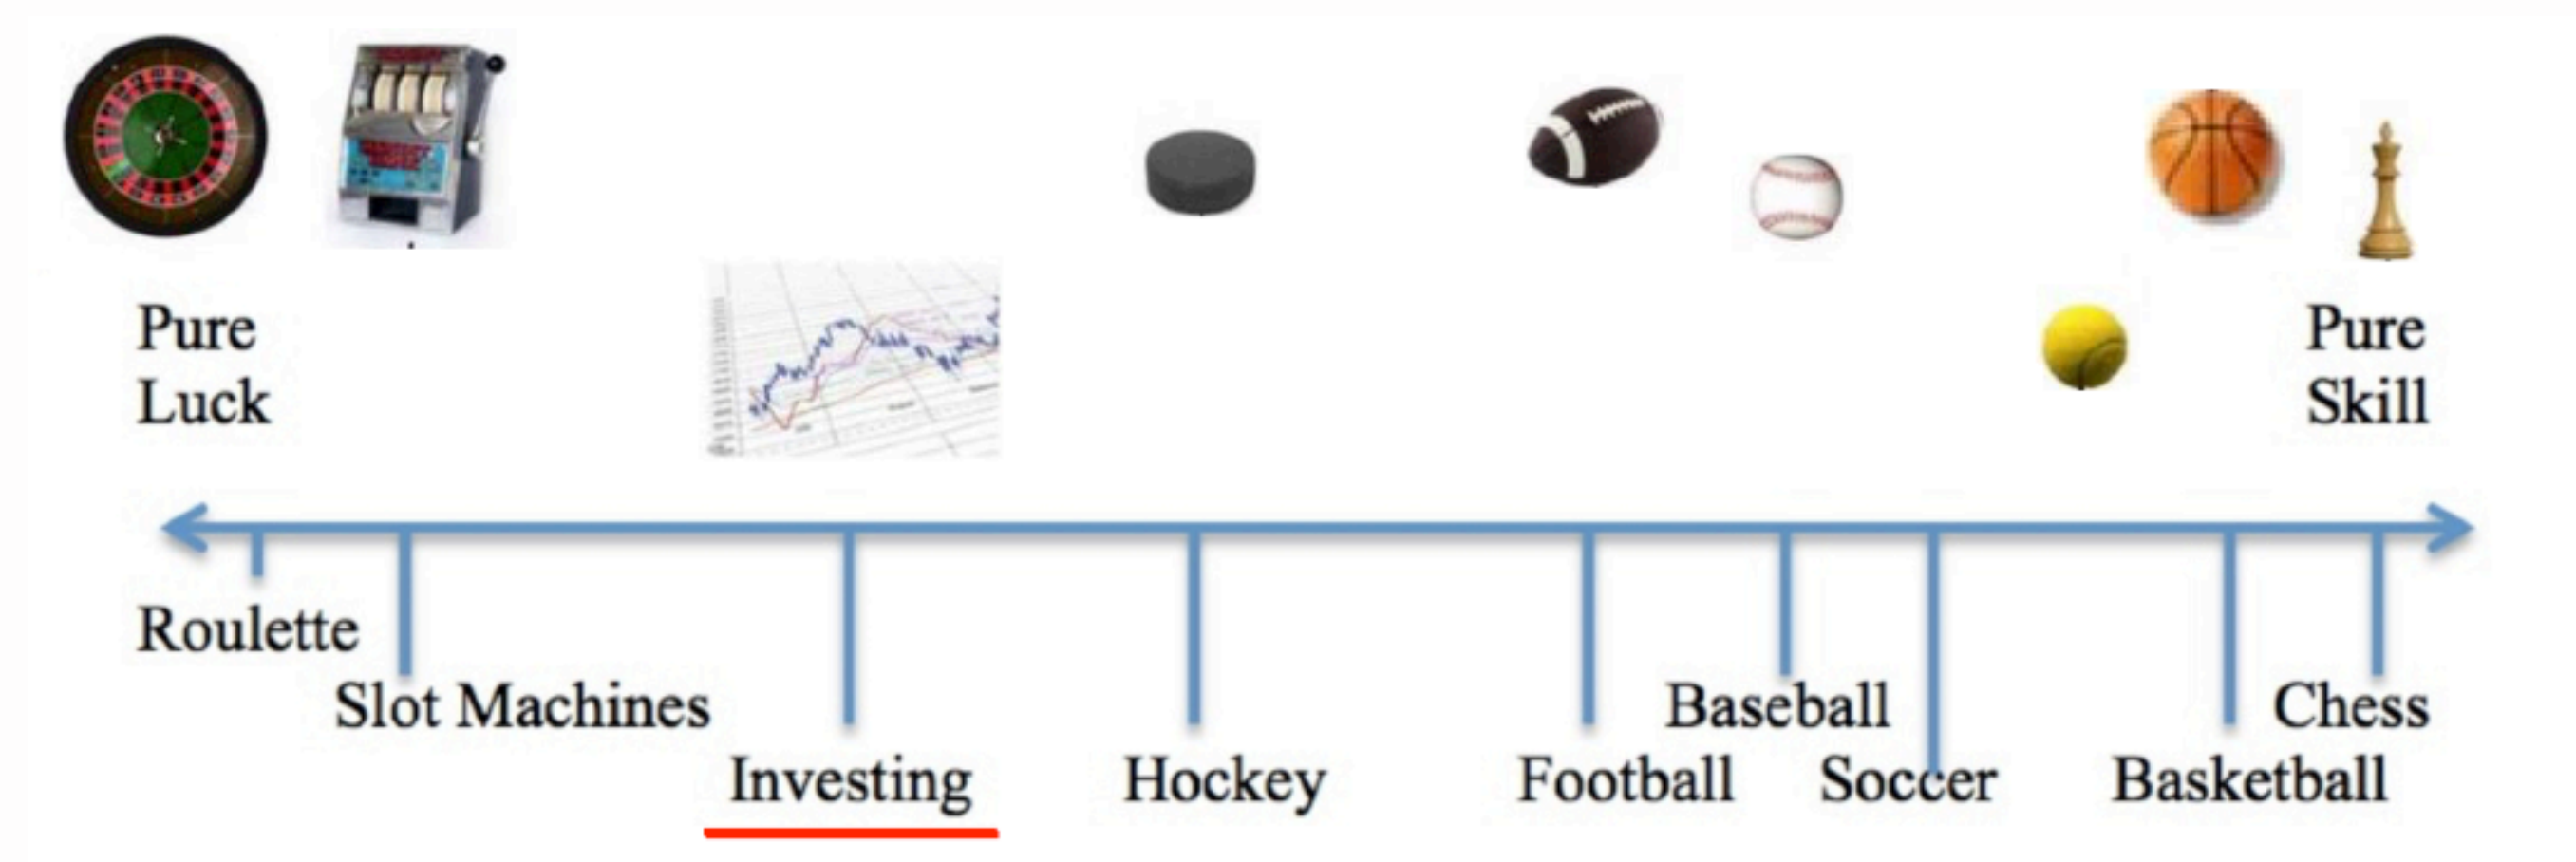 Pure
Luck
Pure
Skill
Roulette
Slot Machines
Baseball
Chess
Investing
Hockey
Football
Soccer
Basketball